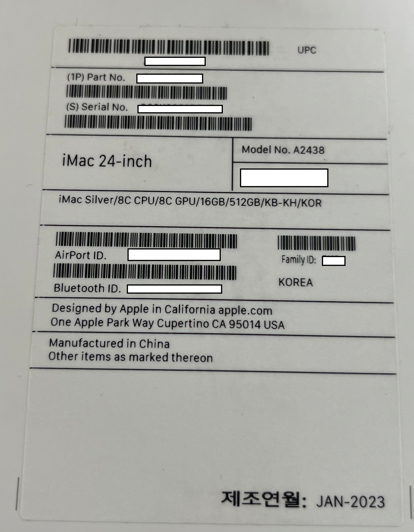 UPC
(1P) Part No.
(S) Serial No.
iMac 24-inch
Model No. A2438
iMac Silver/8C CPU/8C GPU/16GB/512GB/KB-KH/KOR
AirPort ID.
Family ID:
Bluetooth ID.
KOREA
Designed by Apple in California apple.com
One Apple Park Way Cupertino CA 95014 USA
Manufactured in China
Other items as marked thereon
제조연월: JAN-2023